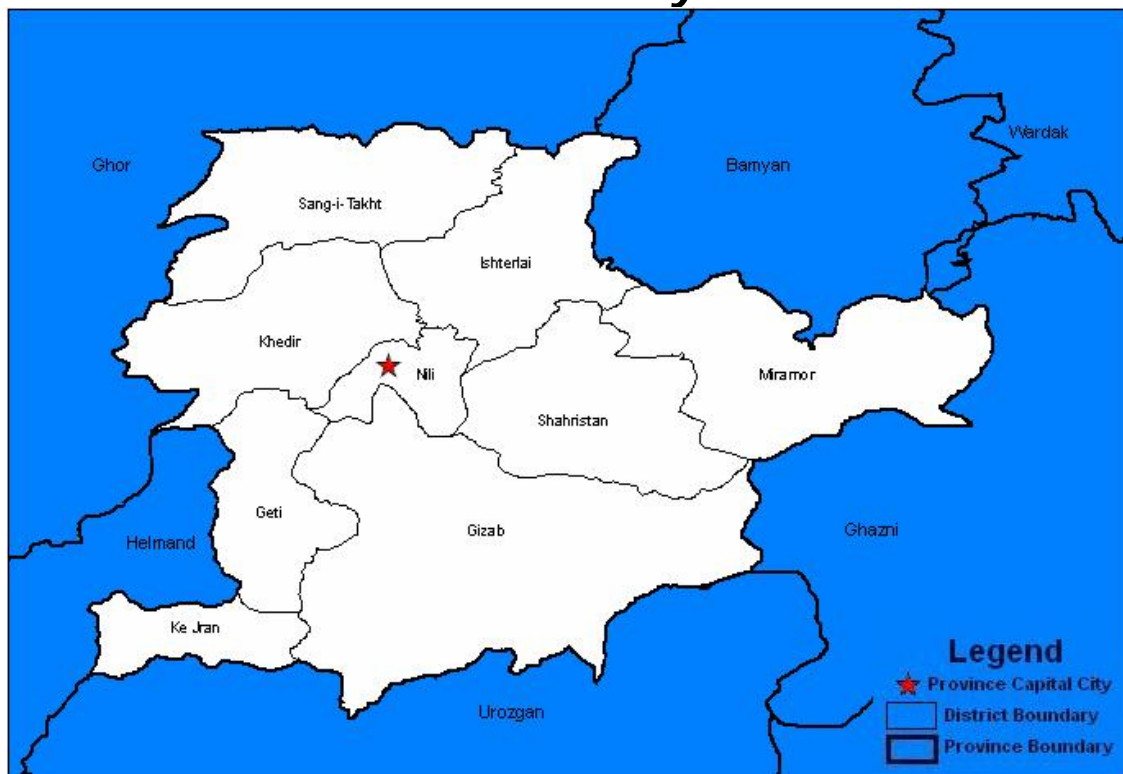 y
Ghor
Wardak
Bamyan
Sang-i-Takht
Ishterlai
Khedir
Nili
Miramor
Shahristan
Geti
Gizab
Helmand
Ghazni
Ke Jran
Urozgan
Legend
Province Capital City
District Boundary
Province Boundary